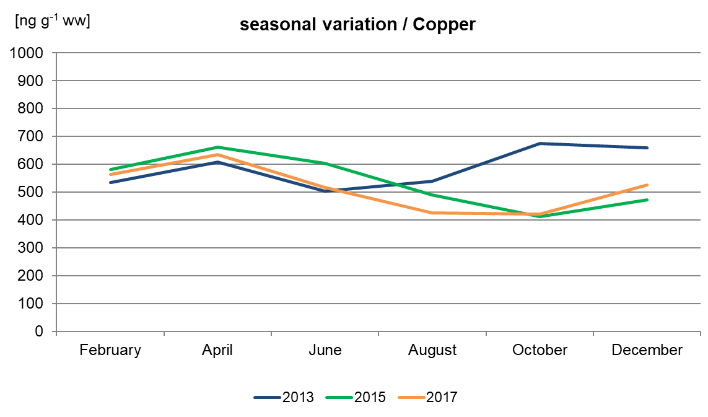 [ng g-1 ww]
seasonal variation / Copper
1000
900
800
700
600
500
400
300
200
100
0
February April June August October December
2013 2015 2017